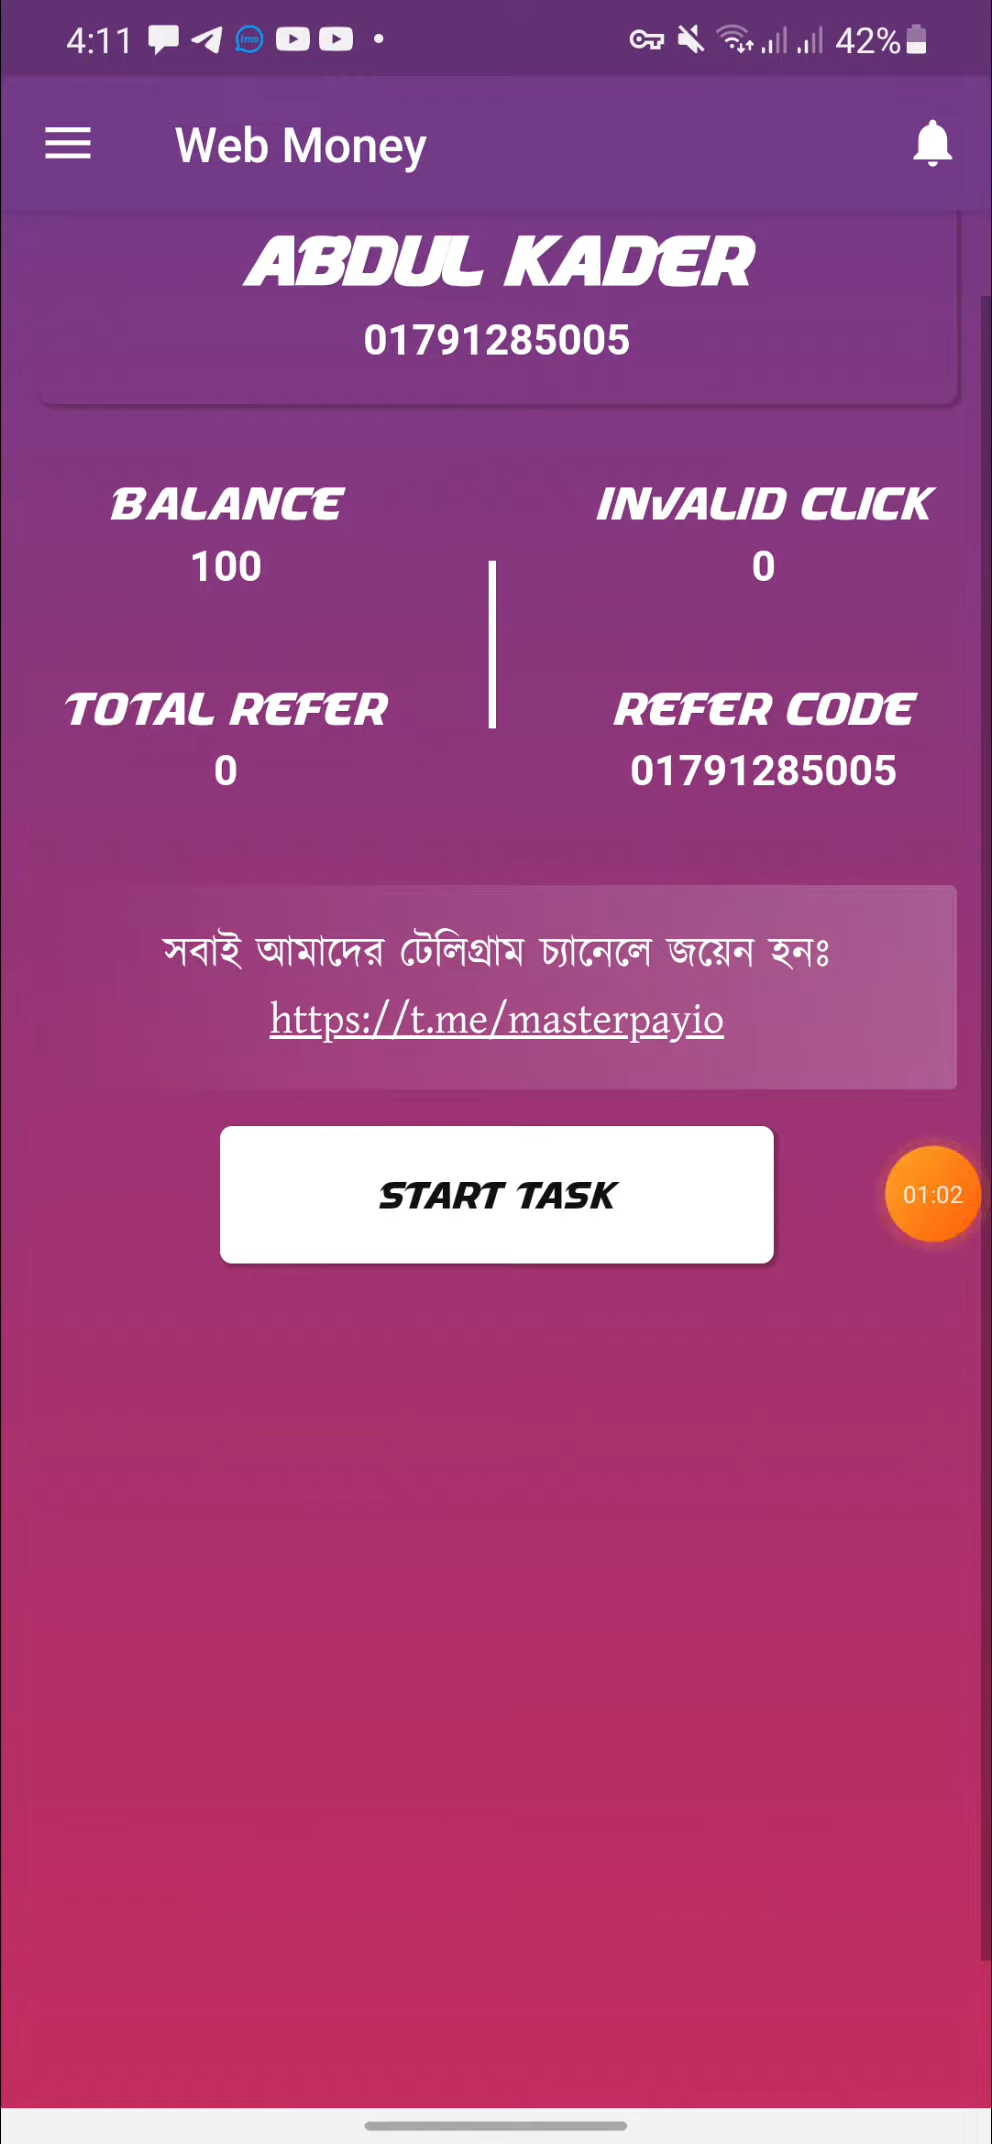 4:11
imo
42%
Web Money
ABDUL KADER
01791285005
BALANCE
100
INVALID CLICK
0
TOTAL REFER
0
REFER CODE
01791285005
সবাই আমাদের টেলিগ্রাম চ্যানেলে জয়েন হনঃ
https://t.me/masterpayio
START TASK
01:02